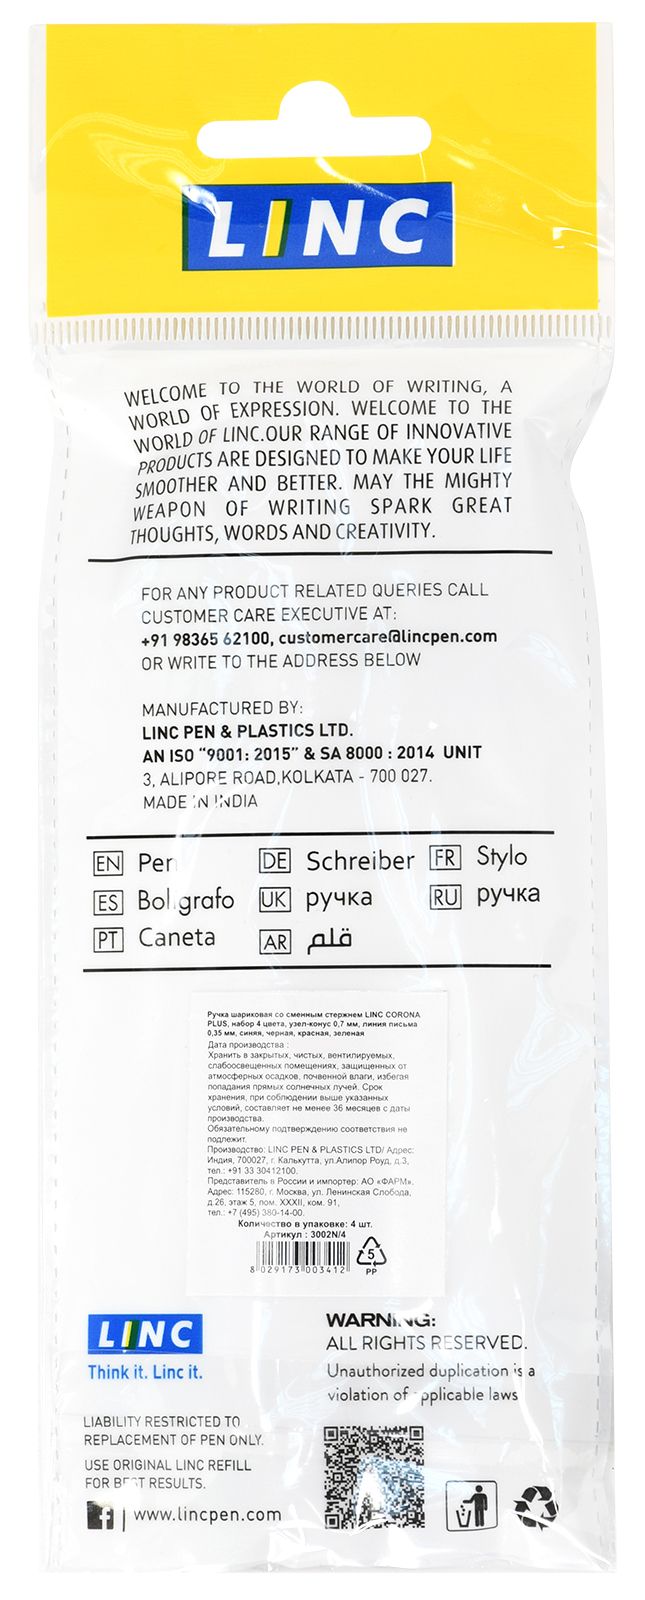 LINC
WELCOME TO THE WORLD OF WRITING, A
WORLD OF EXPRESSION. WELCOME TO THE
WORLD OF LINC.OUR RANGE OF INNOVATIVE
PRODUCTS ARE DESIGNED TO MAKE YOUR LIFE
SMOOTHER AND BETTER. MAY THE MIGHTY
WEAPON OF WRITING SPARK GREAT
THOUGHTS, WORDS AND CREATIVITY.
FOR ANY PRODUCT RELATED QUERIES CALL
CUSTOMER CARE EXECUTIVE AT:
+91 98365 62100, customercare@lincpen.com
OR WRITE TO THE ADDRESS BELOW
MANUFACTURED BY:
LINC PEN & PLASTICS LTD.
AN ISO "9001: 2015" & SA 8000 : 2014 UNIT
3, ALIPORE ROAD,KOLKATA - 700 027.
MADE IN INDIA
EN Pen DE Schreiber FR Stylo
ES Boligrafo UK ручка RU ручка
PT Caneta AR قلم
Ручка шариковая со сменным стержнем LINC CORONA
PLUS, набор 4 цвета, узел-конус 0,7 мм, линия письма
0,35 мм, синяя, черная, красная, зеленая
Дата производства :
Хранить в закрытых, чистых, вентилируемых,
слабоосвещенных помещениях, защищенных от
атмосферных осадков, почвенной влаги, избегая
попадания прямых солнечных лучей. Срок
хранения, при соблюдении выше указанных
условий, составляет не менее 36 месяцев с даты
производства.
Обязательному подтверждению соответствия не
подлежит.
Производство: LINC PEN & PLASTICS LTD/ Адрес:
Индия, 700027, г. Калькутта, ул.Алипор Роуд, д.3,
тел.: +91 33 30412100.
Представитель в России и импортер: АО «ФАРМ».
Адрес: 115280, г. Москва, ул. Ленинская Слобода,
д.26, этаж 5, пом. XXXII, ком. 91,
тел.: +7 (495) 380-14-00.
Количество в упаковке: 4 шт.
Артикул : 3002N/4
8 029173 003412
5
PP
LINC
Think it. Linc it.
LIABILITY RESTRICTED TO
REPLACEMENT OF PEN ONLY.
USE ORIGINAL LINC REFILL
FOR BEST RESULTS.
f | www.lincpen.com
WARNING:
ALL RIGHTS RESERVED.
Unauthorized duplication is a
violation of applicable laws